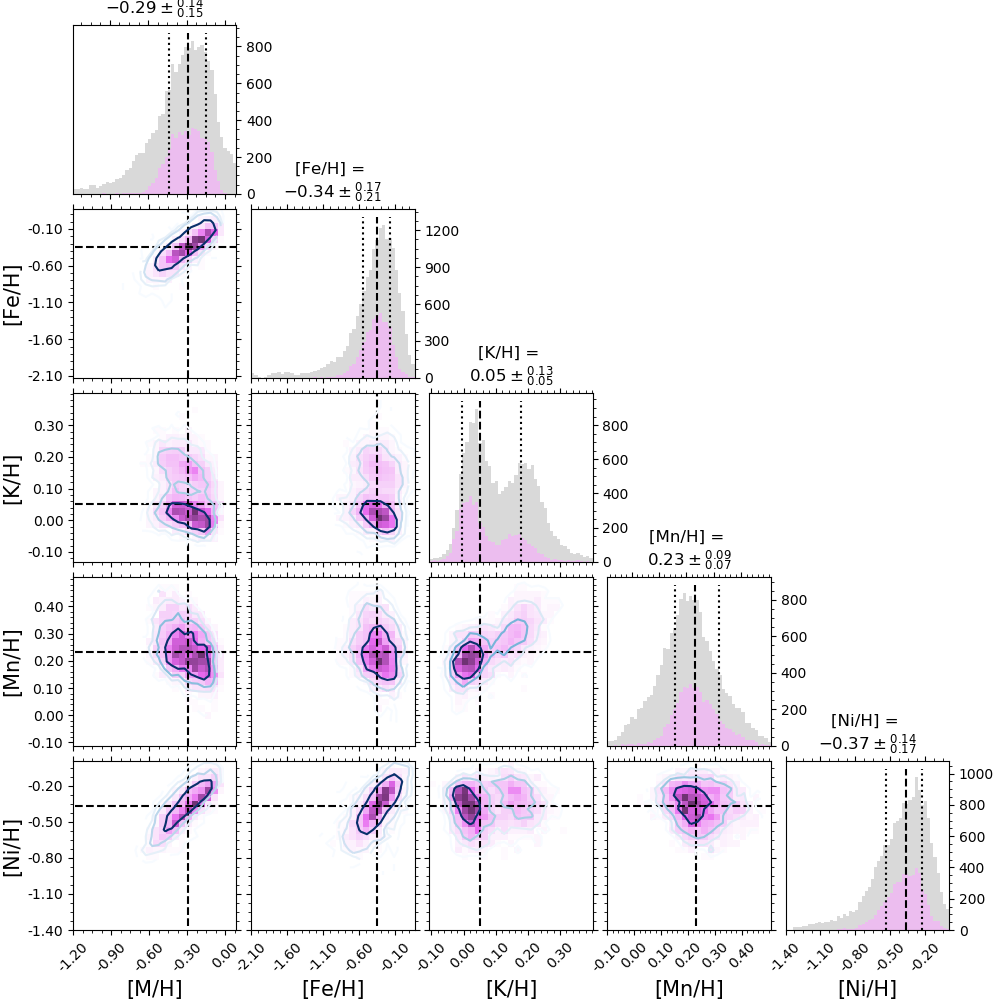 −0.29 ± 0.14 0.15
800
600
400
200
0
[Fe/H] =
−0.34 ± 0.17 0.21
-0.10
-0.60
-1.10
-1.60
-2.10
[Fe/H]
1200
900
600
300
0
[K/H] =
0.05 ± 0.13 0.05
0.30
0.20
0.10
0.00
-0.10
[K/H]
800
600
400
200
0
[Mn/H] =
0.23 ± 0.09 0.07
0.40
0.30
0.20
0.10
0.00
-0.10
[Mn/H]
800
600
400
200
0
[Ni/H] =
−0.37 ± 0.14 0.17
-0.20
-0.50
-0.80
-1.10
-1.40
[Ni/H]
1000
800
600
400
200
0
-1.20 -0.90 -0.60 -0.30 0.00
-2.10 -1.60 -1.10 -0.60 -0.10
-0.10 0.00 0.10 0.20 0.30
-0.10 0.00 0.10 0.20 0.30 0.40
-1.40 -1.10 -0.80 -0.50 -0.20
[M/H] [Fe/H] [K/H] [Mn/H] [Ni/H]